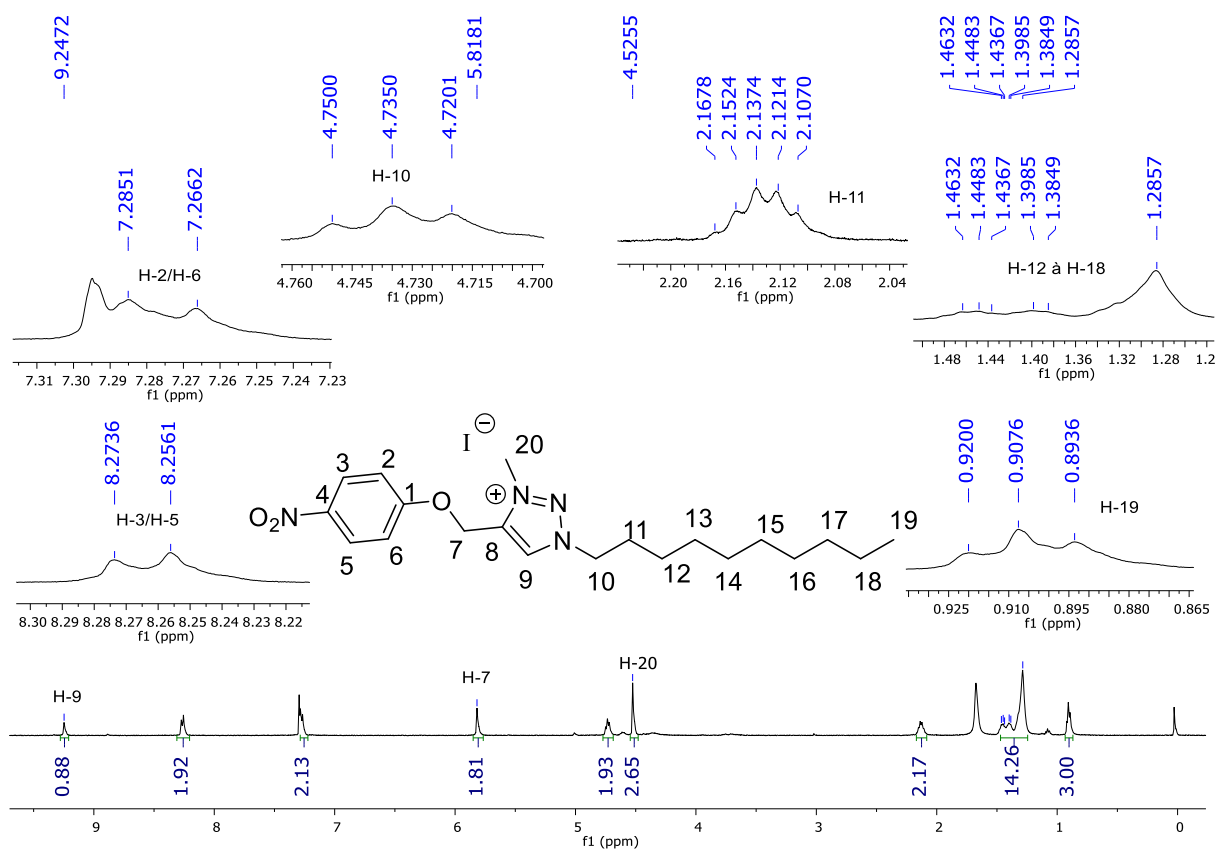 9.2472
5.8181
4.5255
1.4632
1.4483
1.4367
1.3985
1.3849
1.2857
7.2851
7.2662
H-2/H-6
7.31 7.30 7.29 7.28 7.27 7.26 7.25 7.24 7.23
f1 (ppm)
4.7500
4.7350
4.7201
H-10
4.760 4.745 4.730 4.715 4.700
f1 (ppm)
2.1678
2.1524
2.1374
2.1214
2.1070
H-11
2.20 2.16 2.12 2.08 2.04
f1 (ppm)
1.4632
1.4483
1.4367
1.3985
1.3849
1.2857
H-12 à H-18
1.48 1.44 1.40 1.36 1.32 1.28 1.2
f1 (ppm)
8.2736
8.2561
H-3/H-5
8.30 8.29 8.28 8.27 8.26 8.25 8.24 8.23 8.22
f1 (ppm)
I
20
3 2
N N
4 1 O N
O2N
5 6 7 8 9
10 11 12 13 14 15 16 17 18 19
0.9200
0.9076
0.8936
H-19
0.925 0.910 0.895 0.880 0.865
f1 (ppm)
H-9
H-7
H-20
0.88
1.92
2.13
1.81
1.93
2.65
2.17
14.26
3.00
9 8 7 6 5 4 3 2 1 0
f1 (ppm)